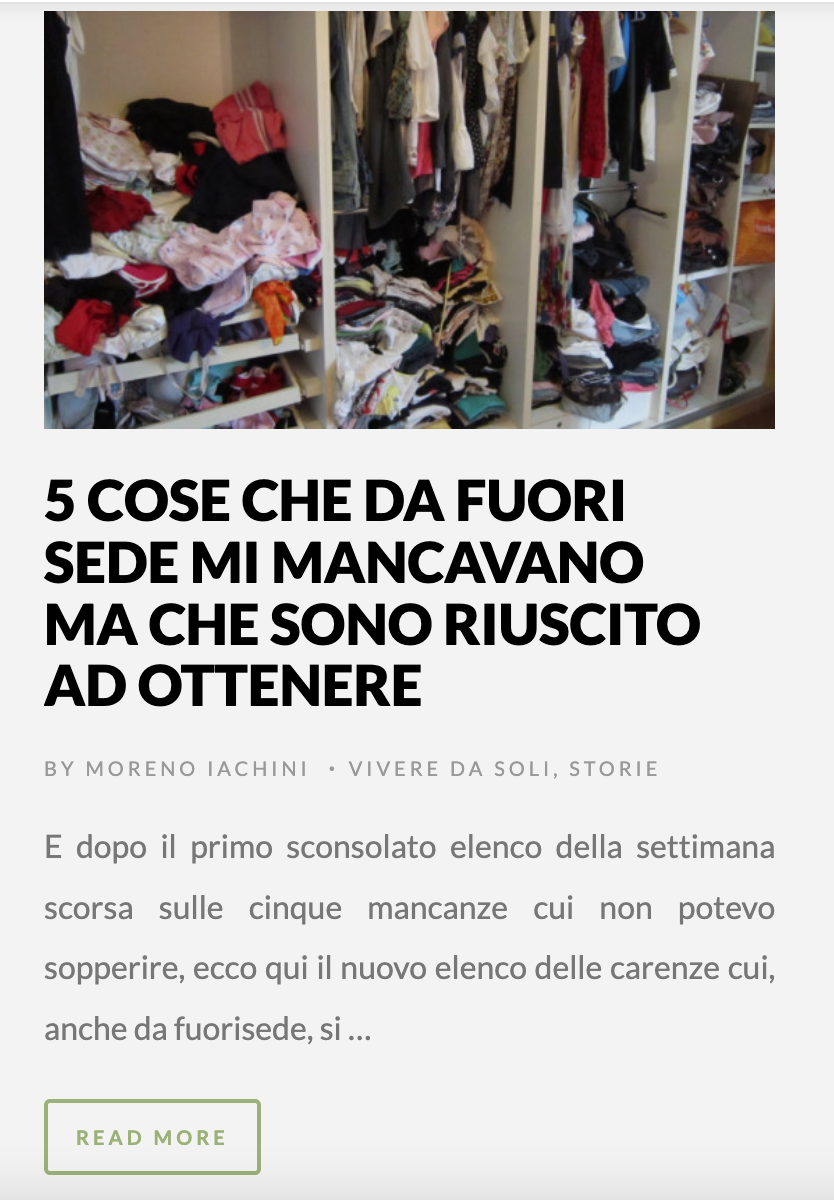 5 COSE CHE DA FUORI
SEDE MI MANCAVANO
MA CHE SONO RIUSCITO
AD OTTENERE
BY MORENO IACHINI • VIVERE DA SOLI, STORIE
E dopo il primo sconsolato elenco della settimana
scorsa sulle cinque mancanze cui non potevo
sopperire, ecco qui il nuovo elenco delle carenze cui,
anche da fuorisede, si ...
READ MORE